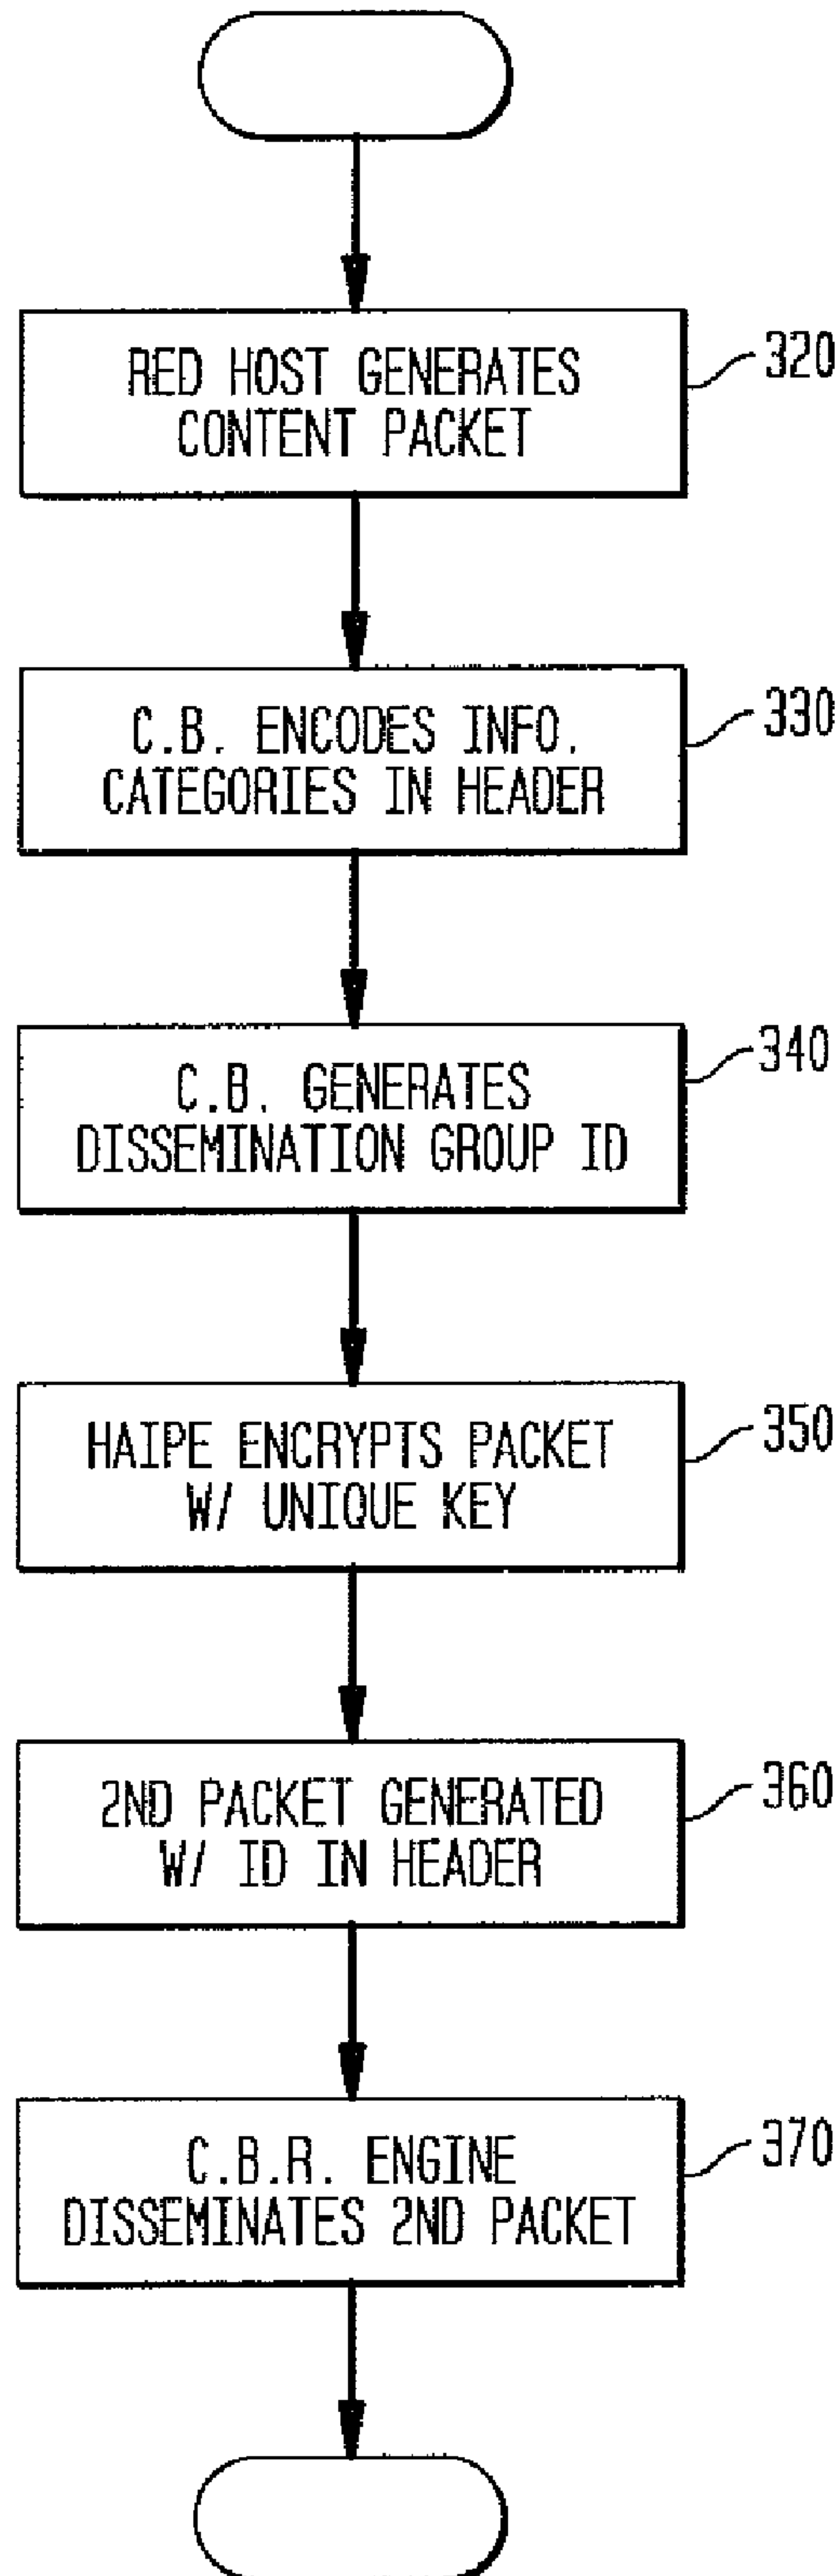 RED HOST GENERATES
CONTENT PACKET
320
C.B. ENCODES INFO.
CATEGORIES IN HEADER
330
C.B. GENERATES
DISSEMINATION GROUP ID
340
HAIPE ENCRYPTS PACKET
W/ UNIQUE KEY
350
2ND PACKET GENERATED
W/ ID IN HEADER
360
C.B.R. ENGINE
DISSEMINATES 2ND PACKET
370